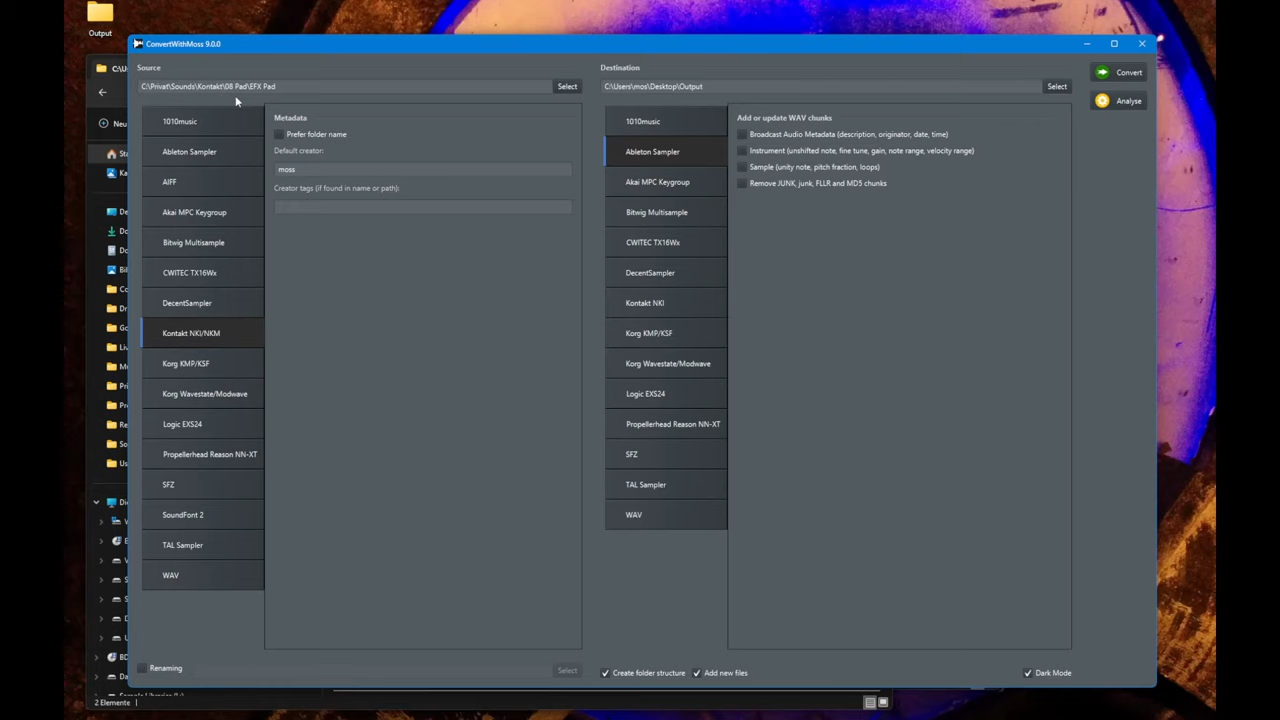 Output
ConvertWithMoss 9.0.0
Source
C:\Privat\Sounds\Kontakt\08 Pad\EFX Pad
Select
1010music
Ableton Sampler
AIFF
Akai MPC Keygroup
Bitwig Multisample
CWITEC TX16Wx
DecentSampler
Kontakt NKI/NKM
Korg KMP/KSF
Korg Wavestate/Modwave
Logic EXS24
Propellerhead Reason NN-XT
SFZ
SoundFont 2
TAL Sampler
WAV
Metadata
Prefer folder name
Default creator:
moss
Creator tags (if found in name or path):
Renaming
Select
Destination
C:\Users\mos\Desktop\Output
Select
1010music
Ableton Sampler
Akai MPC Keygroup
Bitwig Multisample
CWITEC TX16Wx
DecentSampler
Kontakt NKI
Korg KMP/KSF
Korg Wavestate/Modwave
Logic EXS24
Propellerhead Reason NN-XT
SFZ
TAL Sampler
WAV
Add or update WAV chunks
Broadcast Audio Metadata (description, originator, date, time)
Instrument (unshifted note, fine tune, gain, note range, velocity range)
Sample (unity note, pitch fraction, loops)
Remove JUNK, junk, FLLR and MD5 chunks
Create folder structure
Add new files
Dark Mode
Convert
Analyse
2 Elemente